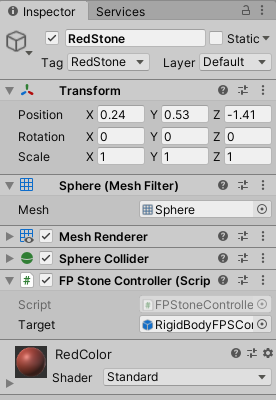 Inspector Services
RedStone Static
Tag RedStone Layer Default
Transform
Position X 0.24 Y 0.53 Z -1.41
Rotation X 0 Y 0 Z 0
Scale X 1 Y 1 Z 1
Sphere (Mesh Filter)
Mesh Sphere
Mesh Renderer
Sphere Collider
# FP Stone Controller (Scrip
Script # FPStoneControlle
Target RigidBodyFPSCon
RedColor
Shader Standard